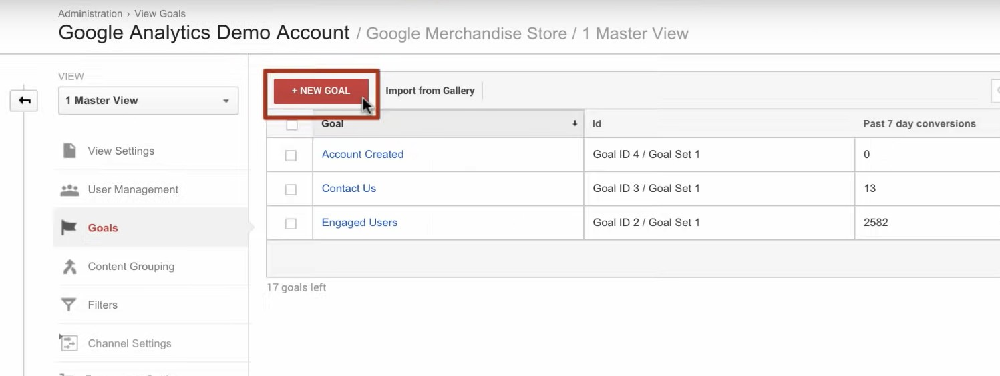 Administration › View Goals
Google Analytics Demo Account / Google Merchandise Store / 1 Master View
VIEW
1 Master View
+ NEW GOAL
Import from Gallery
Goal
Id
Past 7 day conversions
Account Created
Goal ID 4 / Goal Set 1
0
Contact Us
Goal ID 3 / Goal Set 1
13
Engaged Users
Goal ID 2 / Goal Set 1
2582
17 goals left
View Settings
User Management
Goals
Content Grouping
Filters
Channel Settings